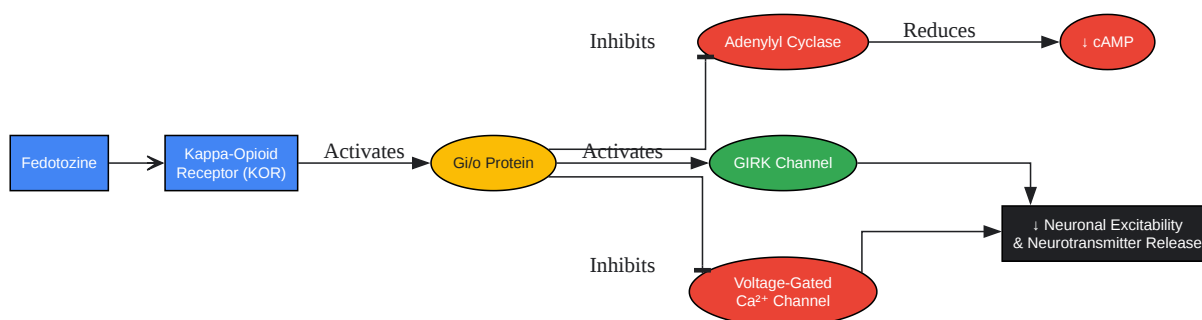 Inhibits
Adenylyl Cyclase
Reduces
↓ cAMP
Fedotozine
Kappa-Opioid
Receptor (KOR)
Activates
Gi/o Protein
Activates
GIRK Channel
↓ Neuronal Excitability
& Neurotransmitter Release
Inhibits
Voltage-Gated
Ca²⁺ Channel